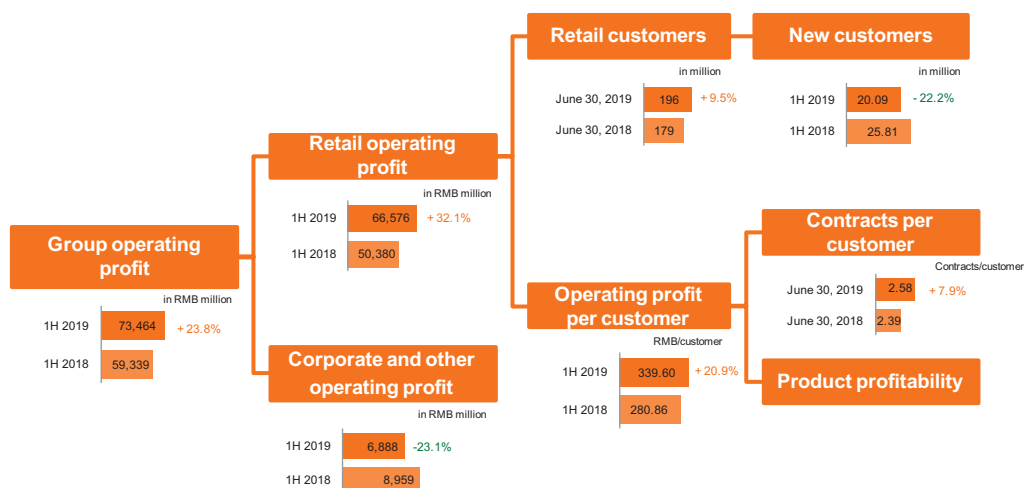 Retail customers
in million
June 30, 2019 196 + 9.5%
June 30, 2018 179
New customers
in million
1H 2019 20.09 - 22.2%
1H 2018 25.81
Retail operating
profit
in RMB million
1H 2019 66,576 + 32.1%
1H 2018 50,380
Group operating
profit
in RMB million
1H 2019 73,464 + 23.8%
1H 2018 59,339
Contracts per
customer
Contracts/customer
June 30, 2019 2.58 + 7.9%
June 30, 2018 2.39
Operating profit
per customer
RMB/customer
1H 2019 339.60 + 20.9%
1H 2018 280.86
Product profitability
Corporate and other
operating profit
in RMB million
1H 2019 6,888 -23.1%
1H 2018 8,959